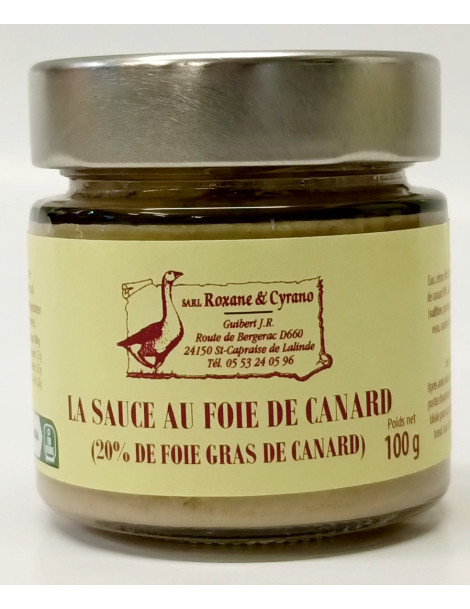 SARL Roxane & Cyrano
Guibert J.R.
Route de Bergerac D660
24150 St-Capraise de Lalinde
Tél. 05 53 24 05 96
LA SAUCE AU FOIE DE CANARD
(20% DE FOIE GRAS DE CANARD)
Poids net
100 g